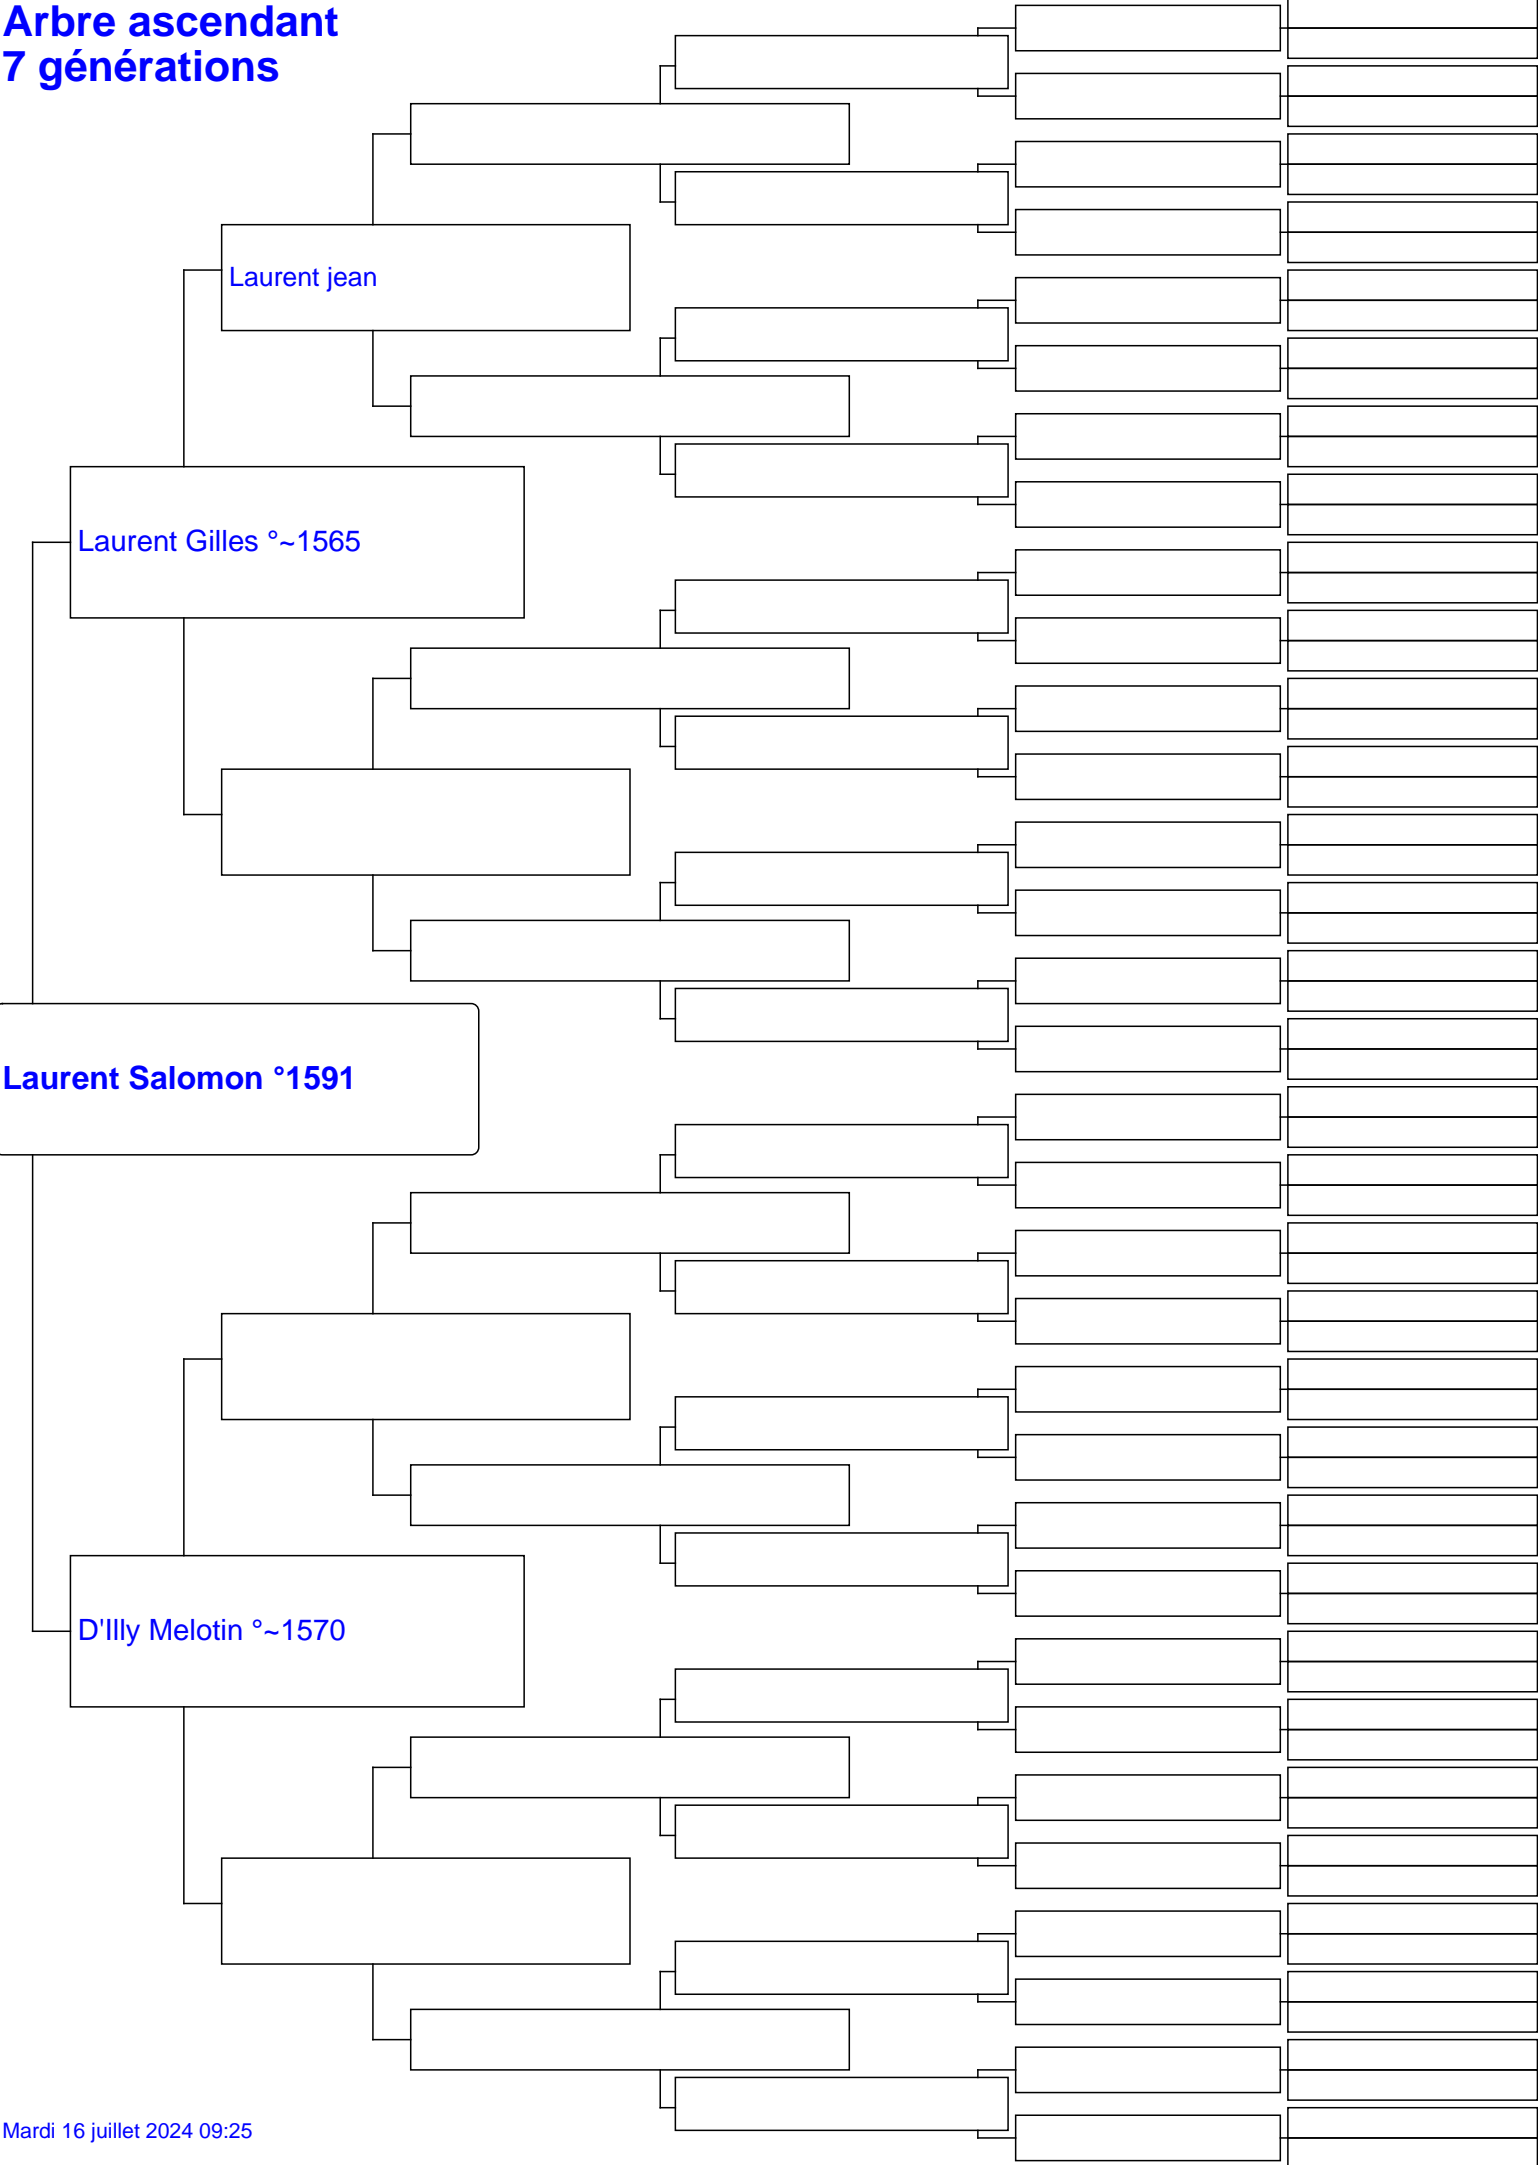 Arbre ascendant
7 générations
Laurent jean
Laurent Gilles °~1565
Laurent Salomon °1591
D'Illy Melotin °~1570
Mardi 16 juillet 2024 09:25